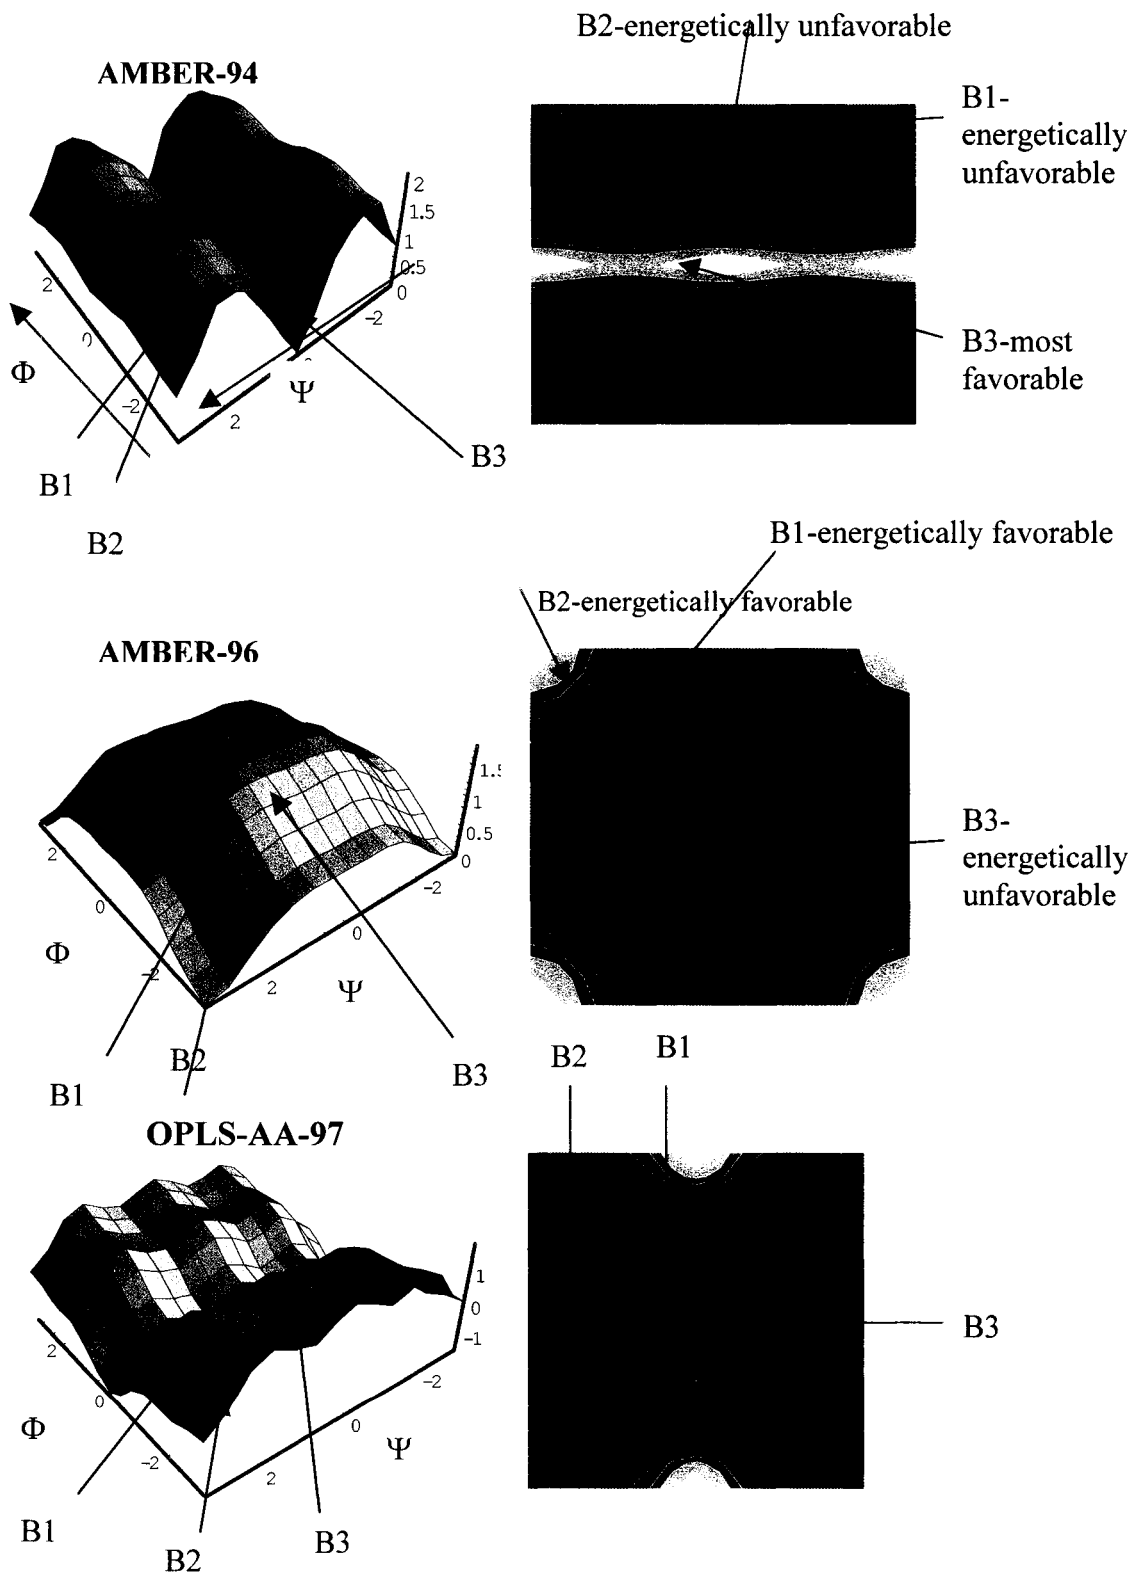 B2-energetically unfavorable
AMBER-94
B1-
energetically
unfavorable
2
1.5
1
0.5
0
-2
2
0
-2
Φ
Ψ
2
B3-most
favorable
B3
B1
B2
B1-energetically favorable
B2-energetically favorable
AMBER-96
1.5
1
0.5
0
-2
0
2
2
0
-2
Φ
Ψ
B3-
energetically
unfavorable
B2
B1
B3
B2
B1
OPLS-AA-97
1
0
-1
-2
0
2
2
0
-2
Φ
Ψ
B3
B1
B2
B3